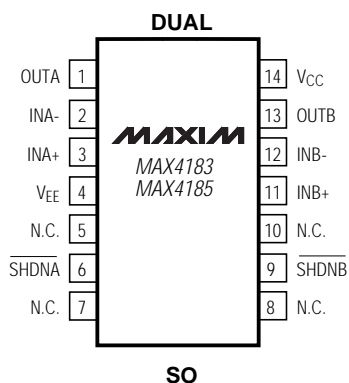 DUAL
OUTA 1
INA- 2
INA+ 3
VEE 4
N.C. 5
SHDNA 6
N.C. 7
MAXIM
MAX4183
MAX4185
14 VCC
13 OUTB
12 INB-
11 INB+
10 N.C.
9 SHDNB
8 N.C.
SO